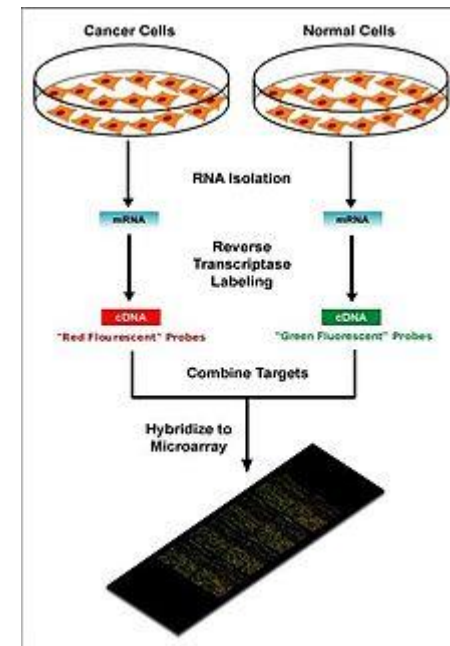 Cancer Cells
Normal Cells
RNA Isolation
mRNA
mRNA
Reverse
Transcriptase
Labeling
cDNA
cDNA
"Red Flourescent" Probes
"Green Fluorescent" Probes
Combine Targets
Hybridize to
Microarray